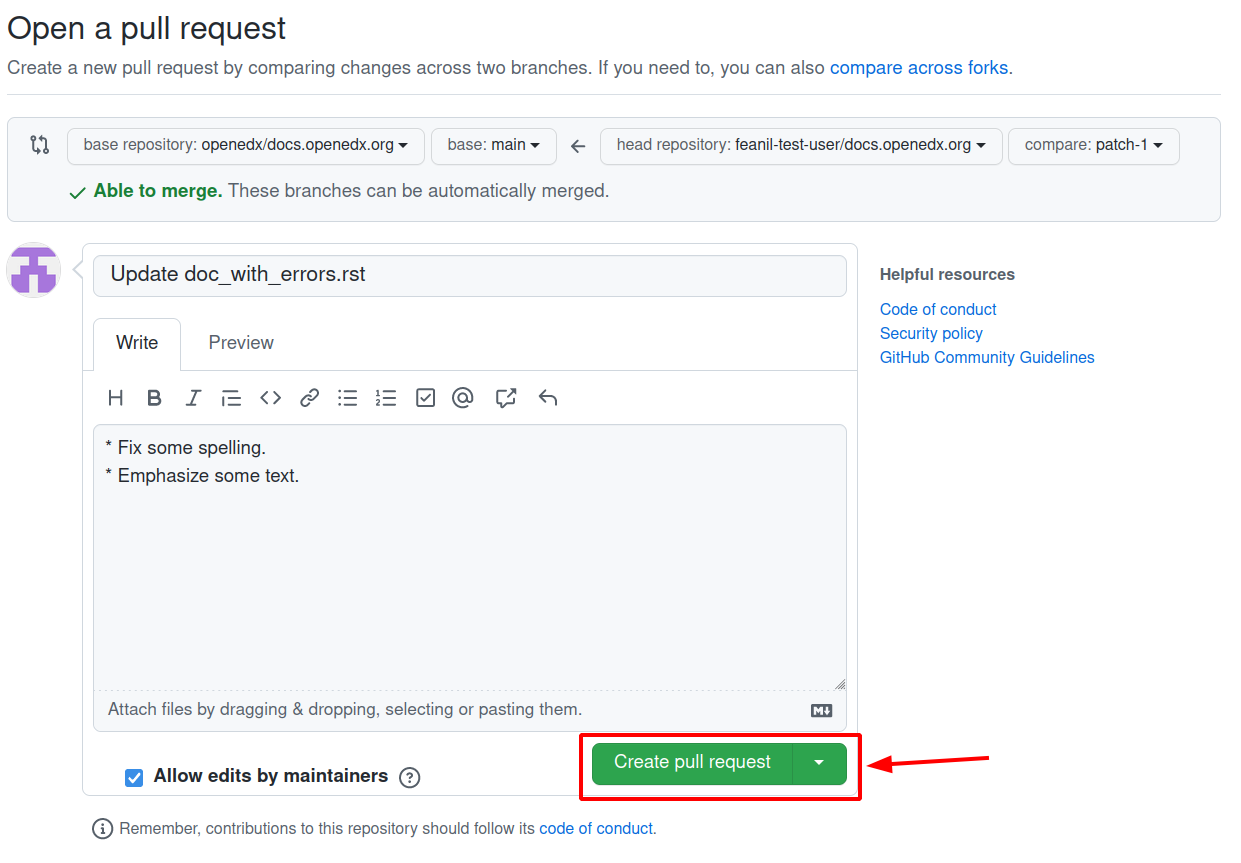 Open a pull request
Create a new pull request by comparing changes across two branches. If you need to, you can also compare across forks.
base repository: openedx/docs.openedx.org base: main head repository: feanil-test-user/docs.openedx.org compare: patch-1
Able to merge. These branches can be automatically merged.
Update doc_with_errors.rst
Write Preview
* Fix some spelling.
* Emphasize some text.
Attach files by dragging & dropping, selecting or pasting them.
Allow edits by maintainers
Create pull request
Remember, contributions to this repository should follow its code of conduct.
Helpful resources
Code of conduct
Security policy
GitHub Community Guidelines